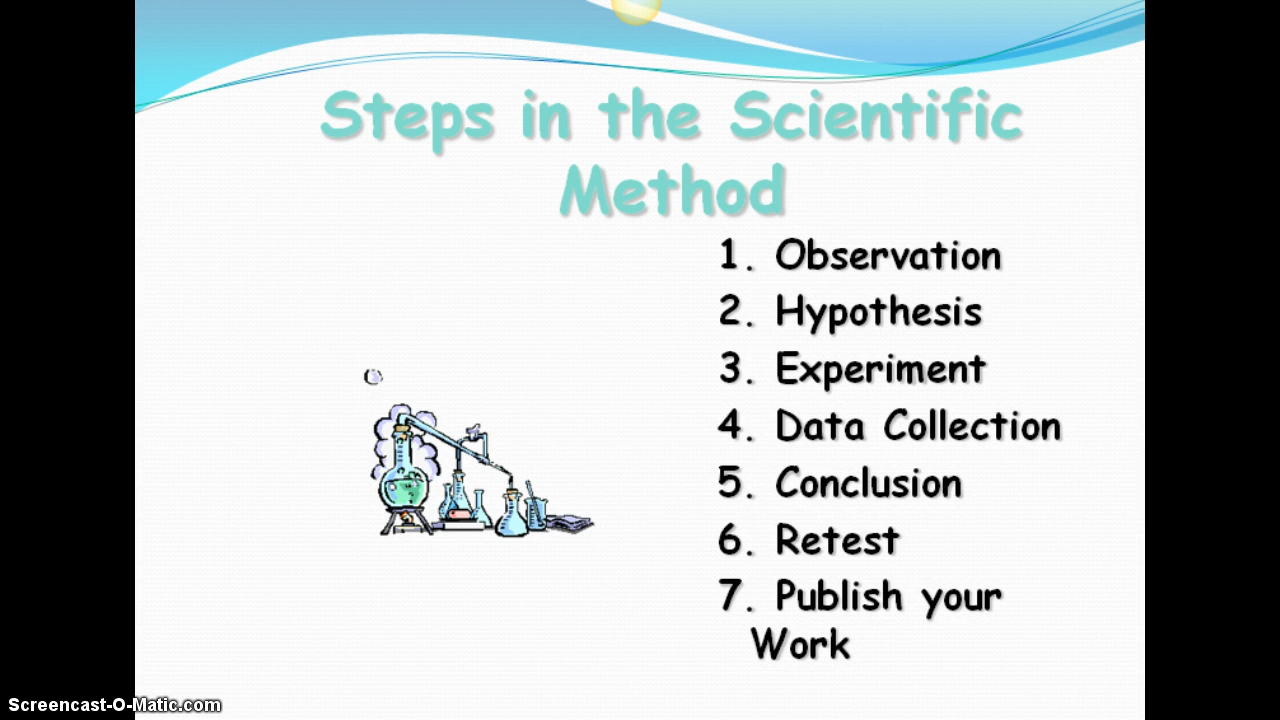 Steps in the Scientific
Method
1. Observation
2. Hypothesis
3. Experiment
4. Data Collection
5. Conclusion
6. Retest
7. Publish your
Work
Screencast-O-Matic.com